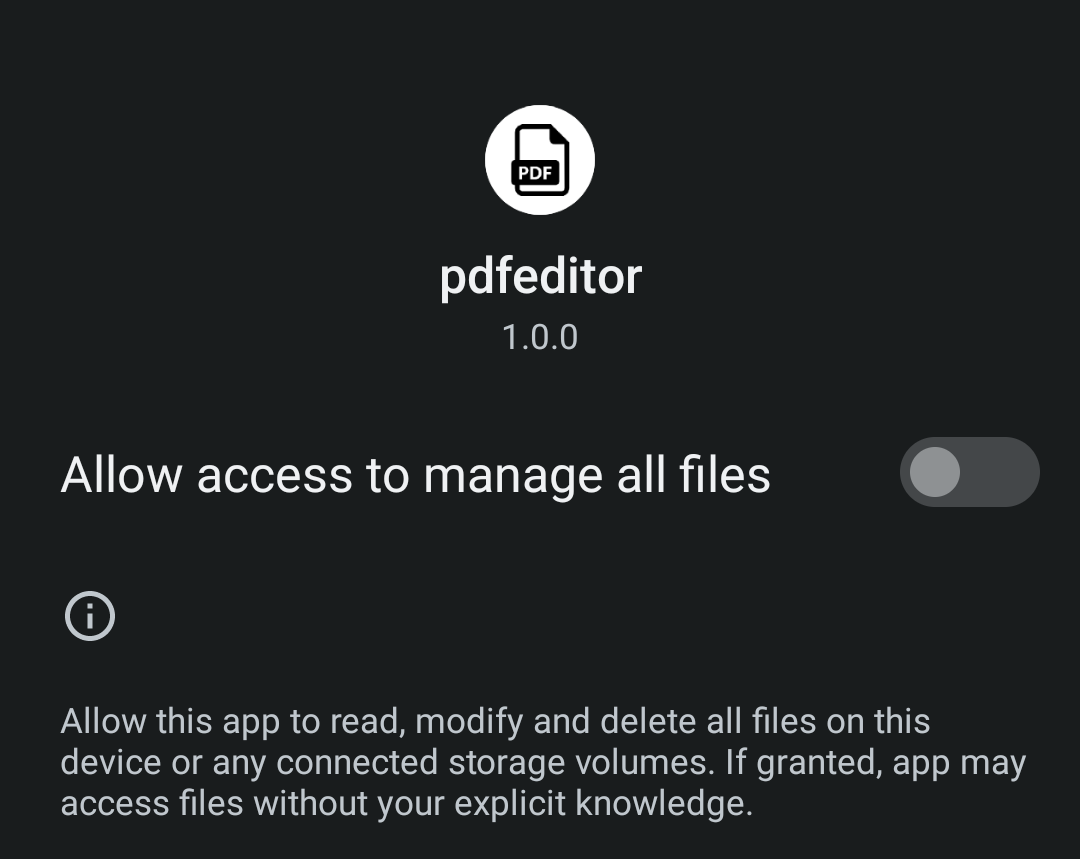 PDF
pdfeditor
1.0.0
Allow access to manage all files
Allow this app to read, modify and delete all files on this
device or any connected storage volumes. If granted, app may
access files without your explicit knowledge.